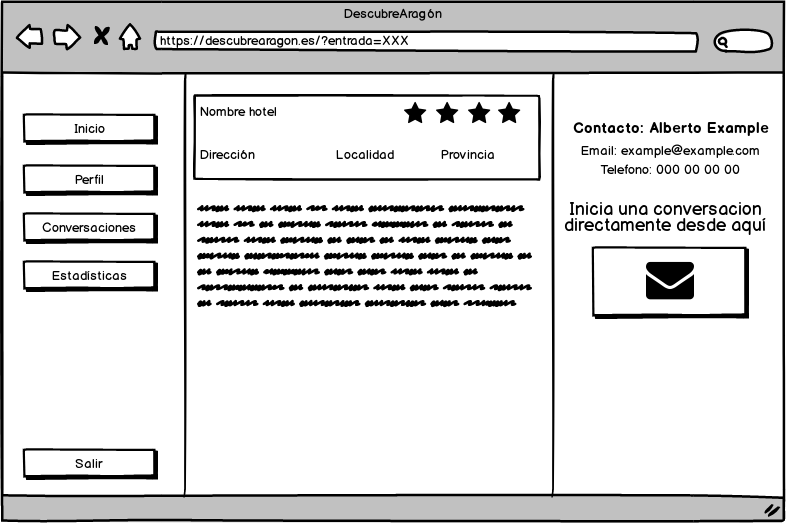 DescubreAragón
https://descubrearagon.es/?entrada=XXX
Inicio
Perfil
Conversaciones
Estadísticas
Salir
Nombre hotel
Dirección Localidad Provincia
Contacto: Alberto Example
Email: example@example.com
Telefono: 000 00 00 00
Inicia una conversacion
directamente desde aquí